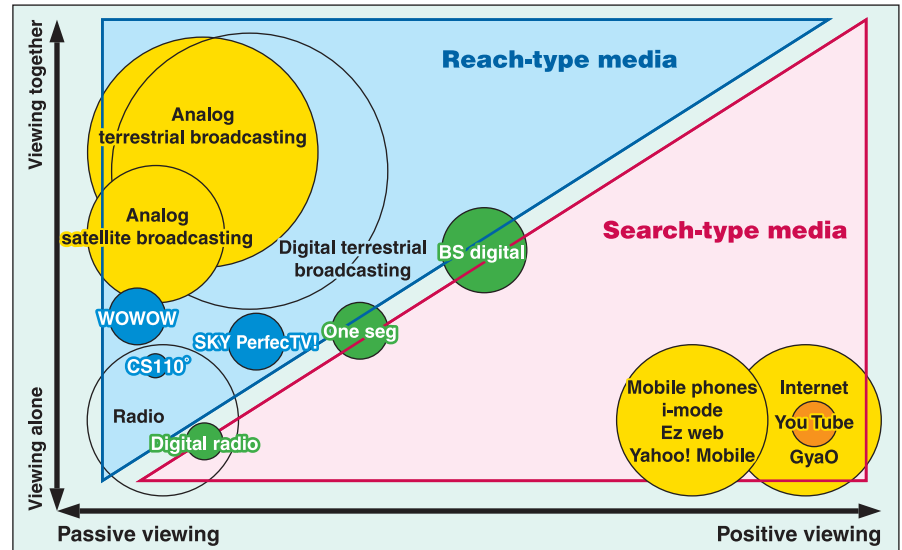 Viewing together
Reach-type media
Analog
terrestrial broadcasting
Analog
satellite broadcasting
Search-type media
Digital terrestrial
broadcasting
BS digital
WOWOW
SKY PerfecTV!
One seg
CS110°
Radio
Digital radio
Mobile phones
i-mode
Ez web
Yahoo! Mobile
Internet
You Tube
GyaO
Viewing alone
Passive viewing
Positive viewing